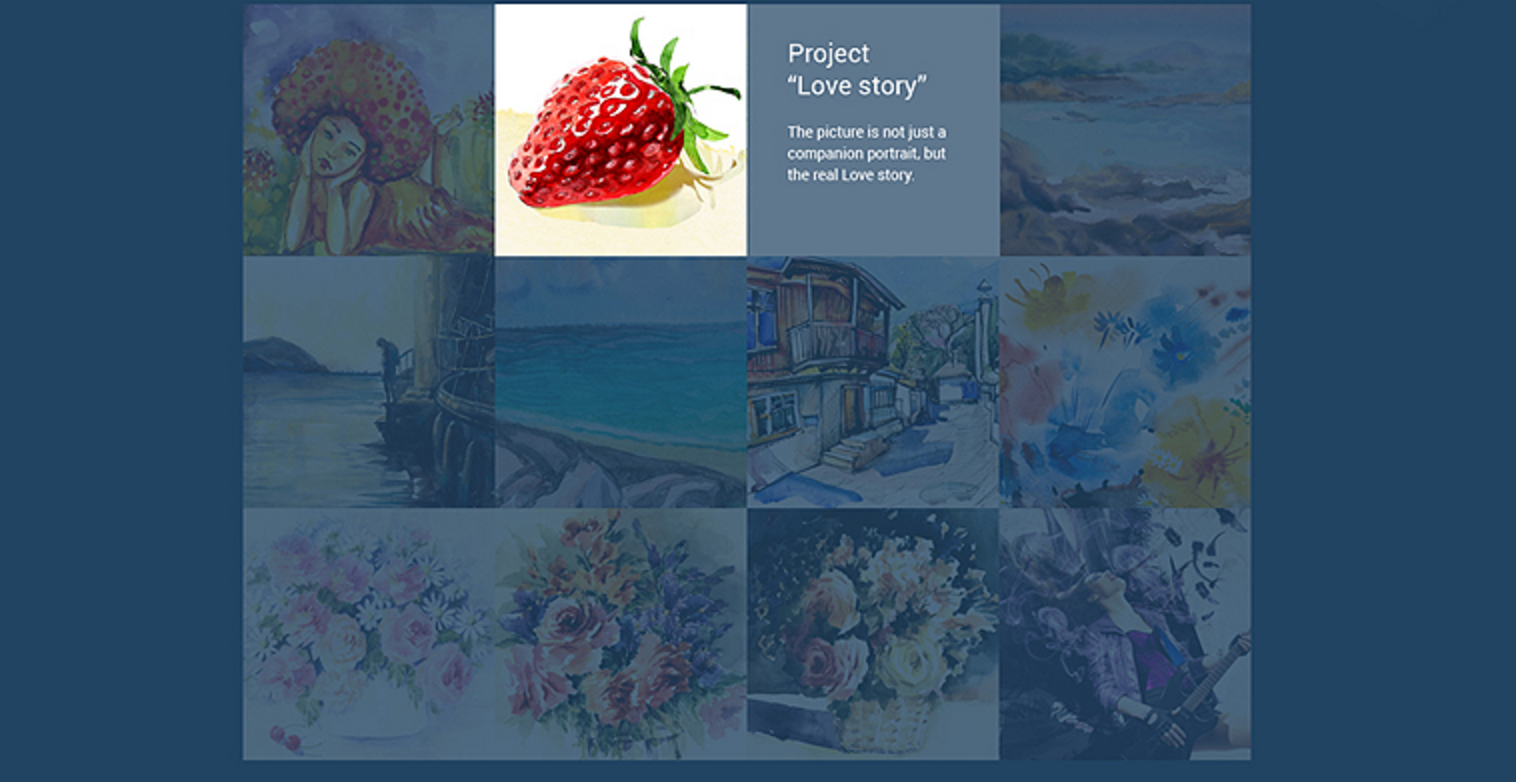 Project
“Love story”
The picture is not just a
companion portrait, but
the real Love story.